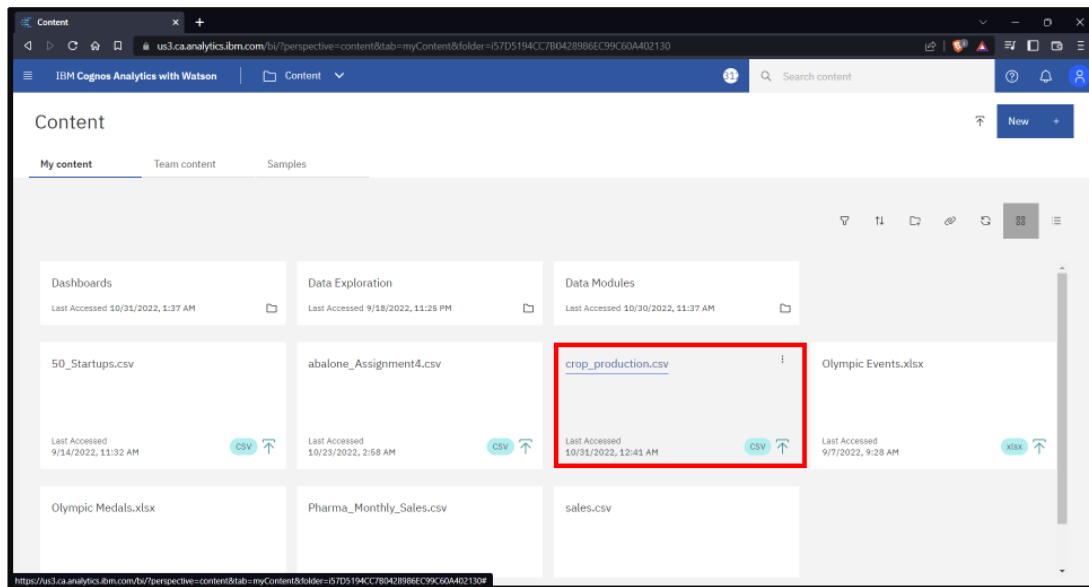 Content
us3.ca.analytics.ibm.com/bi/?perspective=content&tab=myContent&folder=i57D5194CC7B0428986EC99C60A402130
IBM Cognos Analytics with Watson
Content
31
Search content
Content
New +
My content
Team content
Samples
Dashboards
Last Accessed 10/31/2022, 1:37 AM
Data Exploration
Last Accessed 9/18/2022, 11:25 PM
Data Modules
Last Accessed 10/30/2022, 11:37 AM
50_Startups.csv
Last Accessed
9/14/2022, 11:32 AM
CSV
abalone_Assignment4.csv
Last Accessed
10/23/2022, 2:58 AM
CSV
crop_production.csv
Last Accessed
10/31/2022, 12:41 AM
CSV
Olympic Events.xlsx
Last Accessed
9/7/2022, 9:28 AM
xlsx
Olympic Medals.xlsx
Pharma_Monthly_Sales.csv
sales.csv
https://us3.ca.analytics.ibm.com/bi/?perspective=content&tab=myContent&folder=i57D5194CC7B0428986EC99C60A402130#